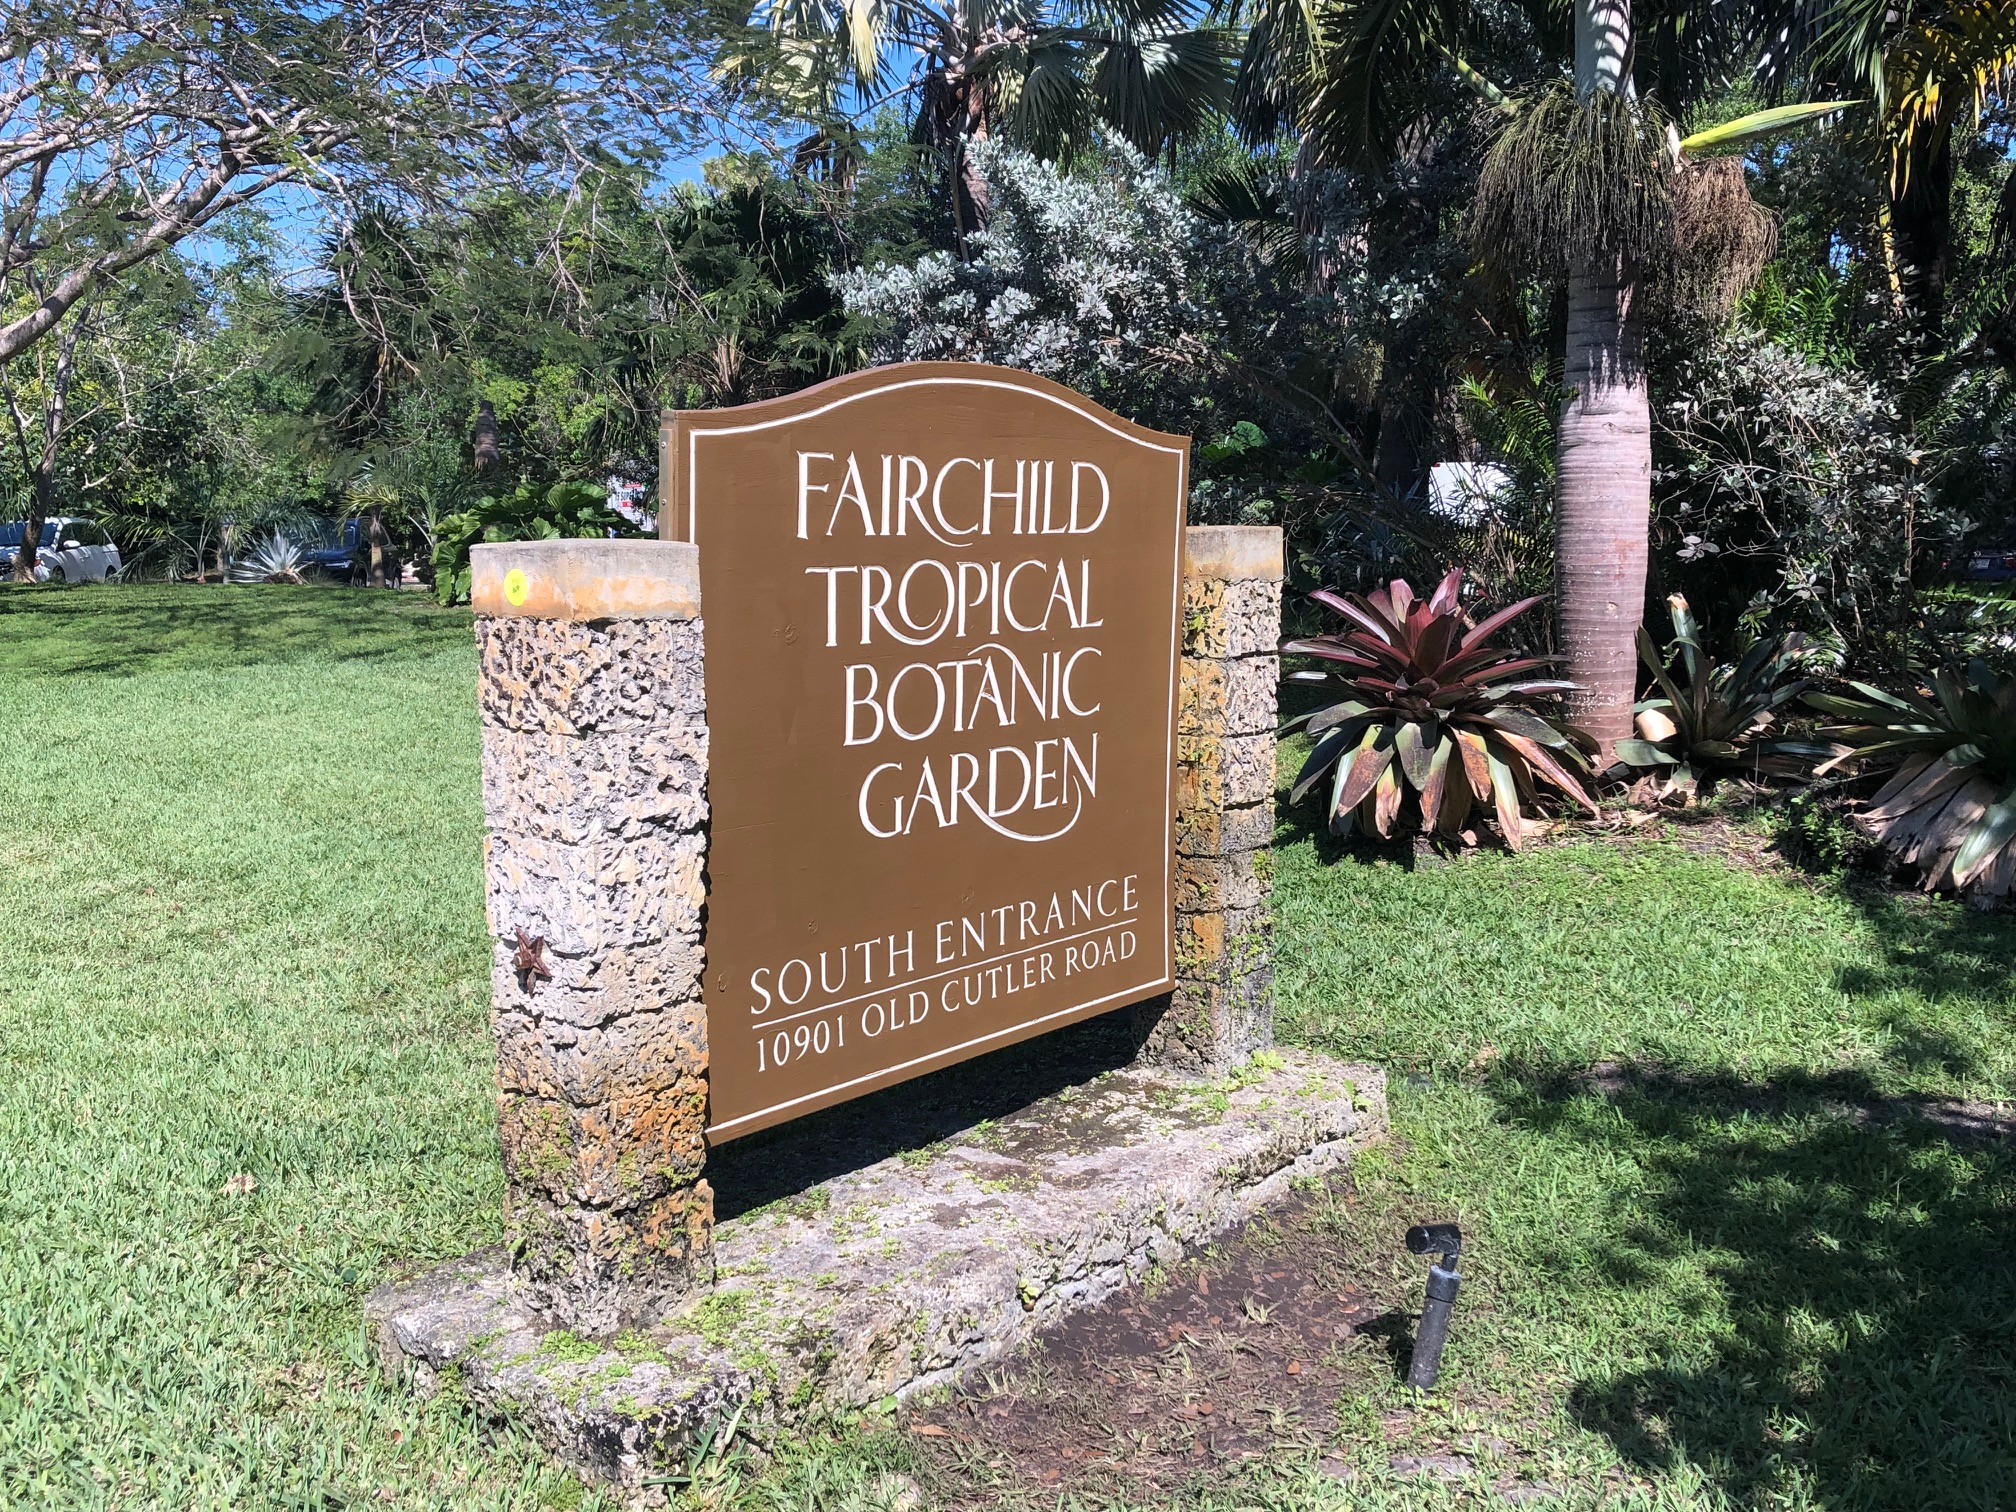 FAIRCHILD
TROPICAL
BOTANIC
GARDEN
SOUTH ENTRANCE
10901 OLD CUTLER ROAD